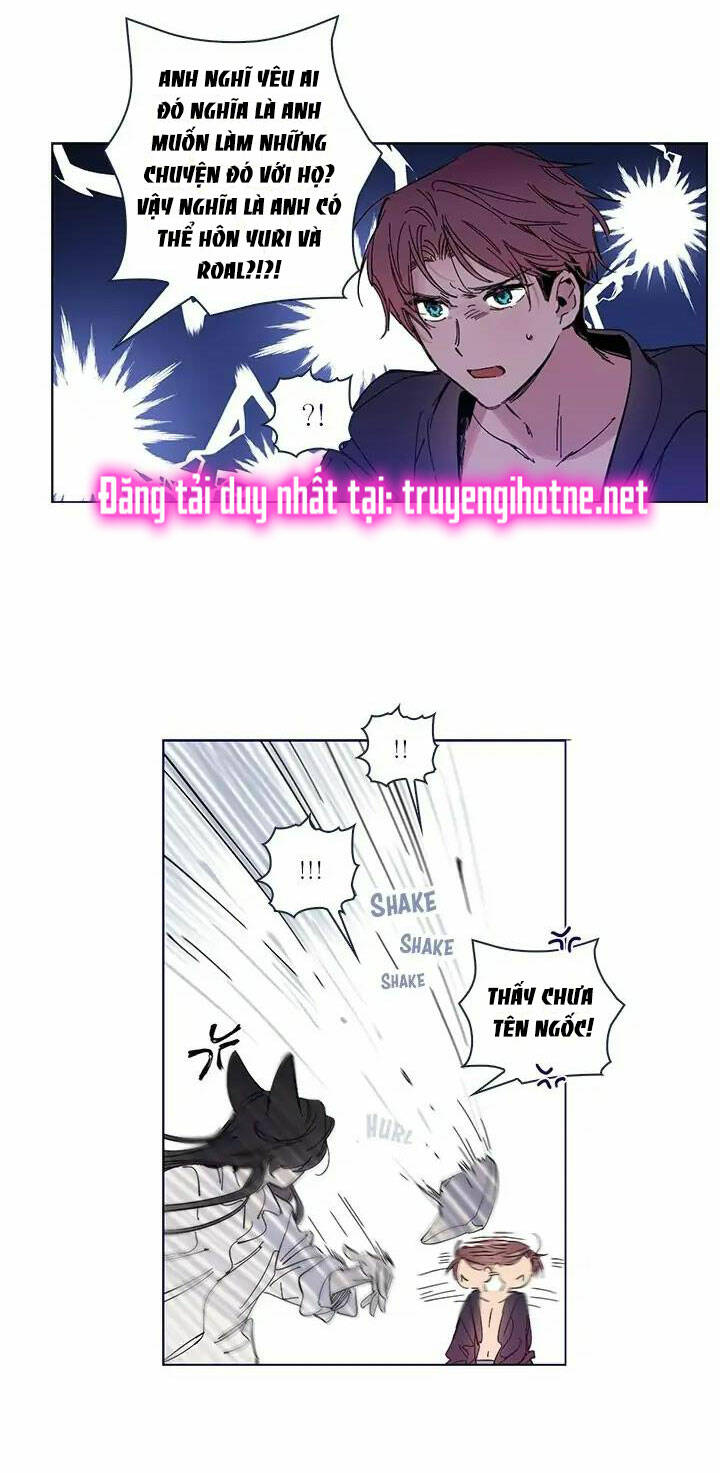 ANH NGHĨ YÊU AI
ĐÓ NGHĨA LÀ ANH
MUỐN LÀM NHỮNG
CHUYỆN ĐÓ VỚI HỌ?
VẬY NGHĨA LÀ ANH CÓ
THỂ HÔN YURI VÀ
ROAL?!?!
?!
Đăng tải duy nhất tại: truyengihotne.net
!!
!!!
SHAKE
SHAKE
SHAKE
THẤY CHƯA
TÊN NGỐC!
HURL